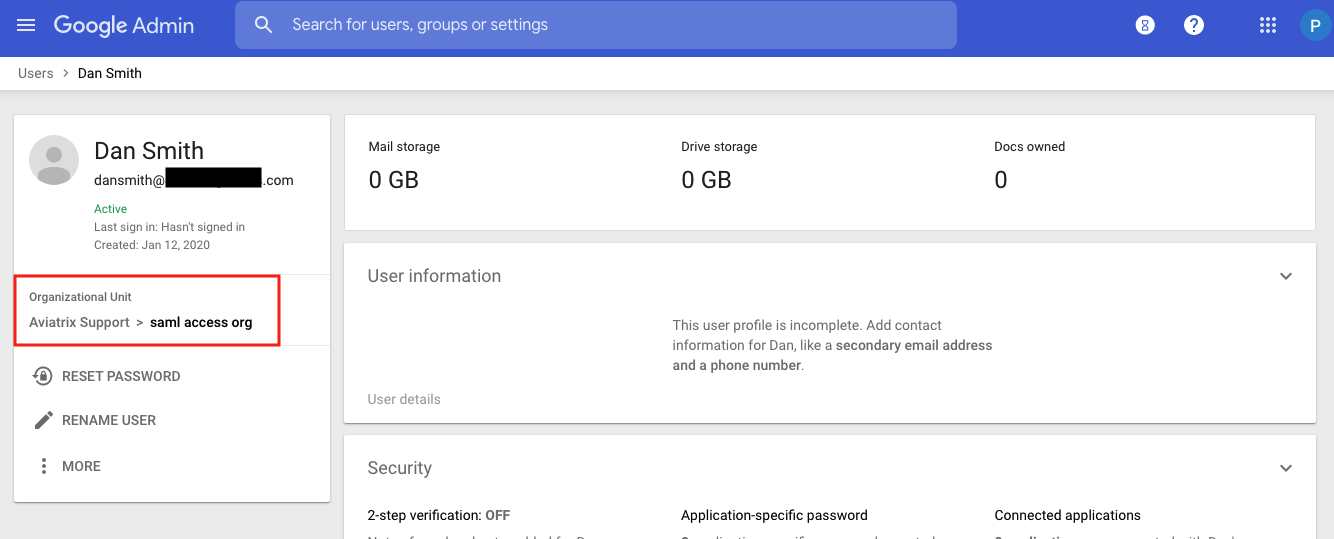 Google Admin
Search for users, groups or settings
P
Users > Dan Smith
Dan Smith
dansmith@ .com
Active
Last sign in: Hasn't signed in
Created: Jan 12, 2020
Organizational Unit
Aviatrix Support > saml access org
RESET PASSWORD
RENAME USER
MORE
Mail storage
0 GB
Drive storage
0 GB
Docs owned
0
User information
This user profile is incomplete. Add contact
information for Dan, like a secondary email address
and a phone number.
User details
Security
2-step verification: OFF
Application-specific password
Connected applications